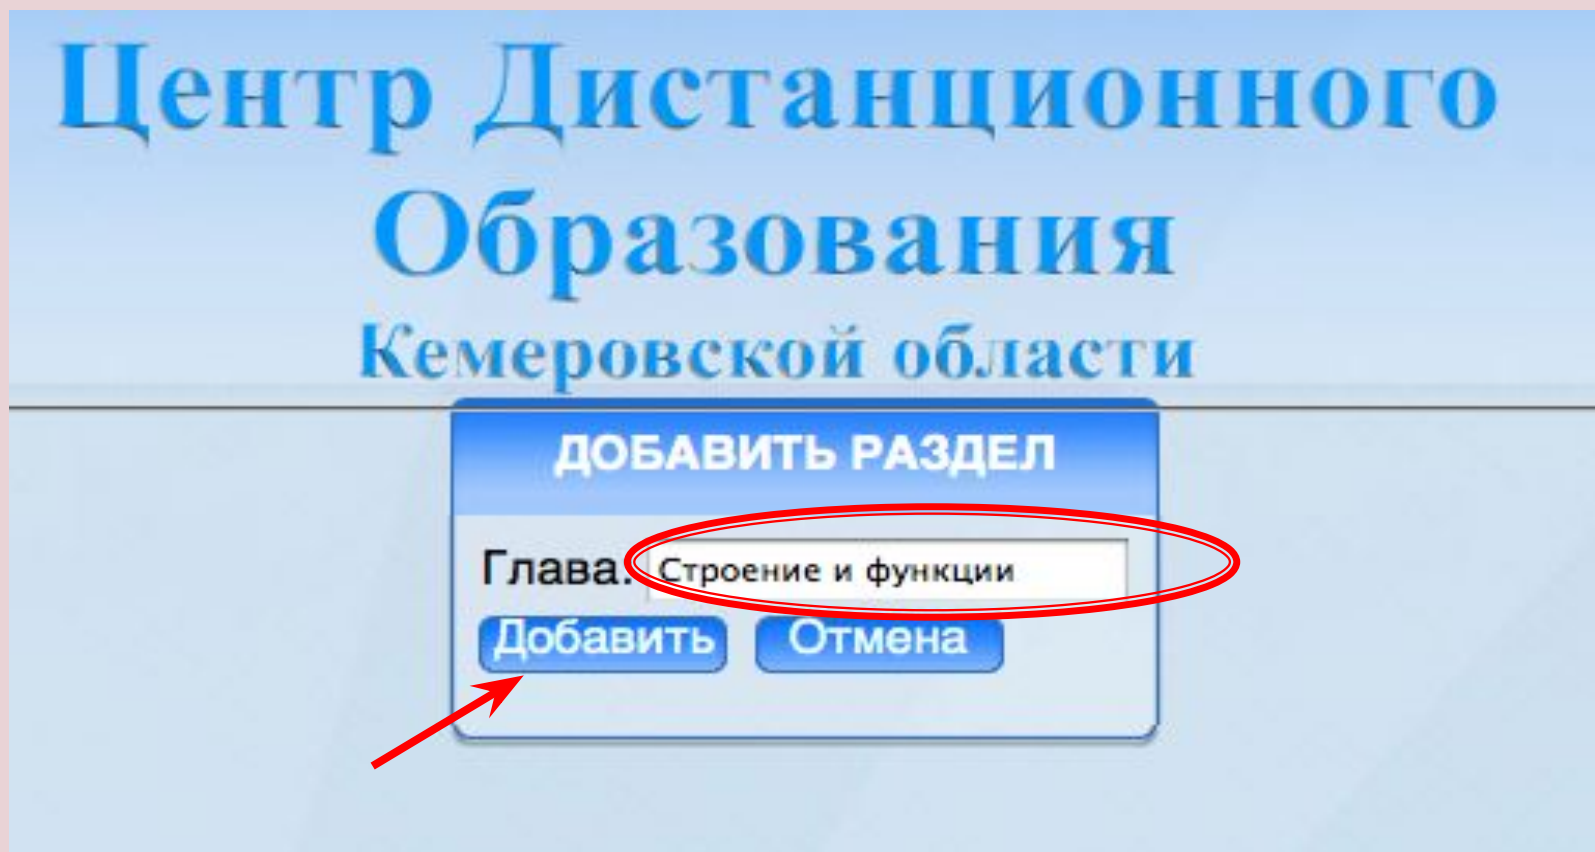 Центр Дистанционного
Образования
Кемеровской области
ДОБАВИТЬ РАЗДЕЛ
Глава: Строение и функции
Добавить Отмена